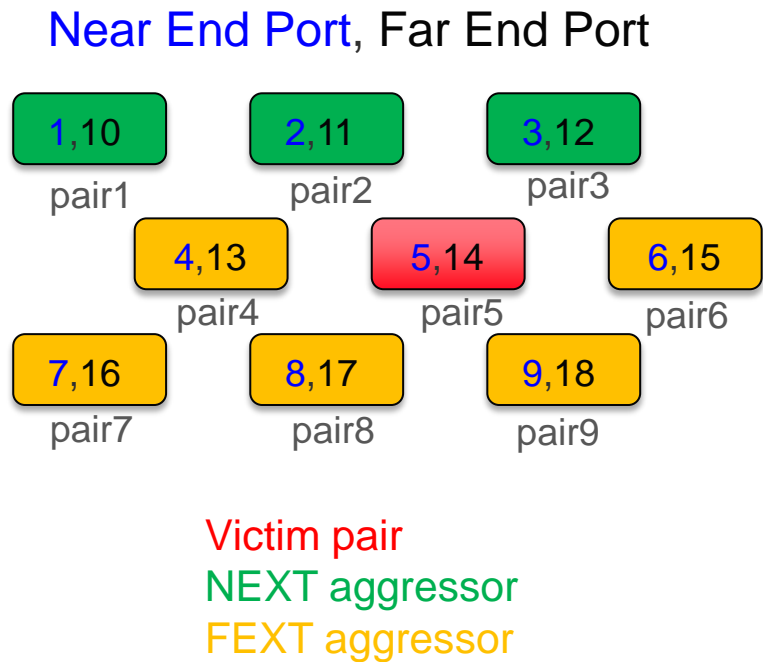 Near End Port, Far End Port
1,10
2,11
3,12
pair1
pair2
pair3
4,13
5,14
6,15
pair4
pair5
pair6
7,16
8,17
9,18
pair7
pair8
pair9
Victim pair
NEXT aggressor
FEXT aggressor